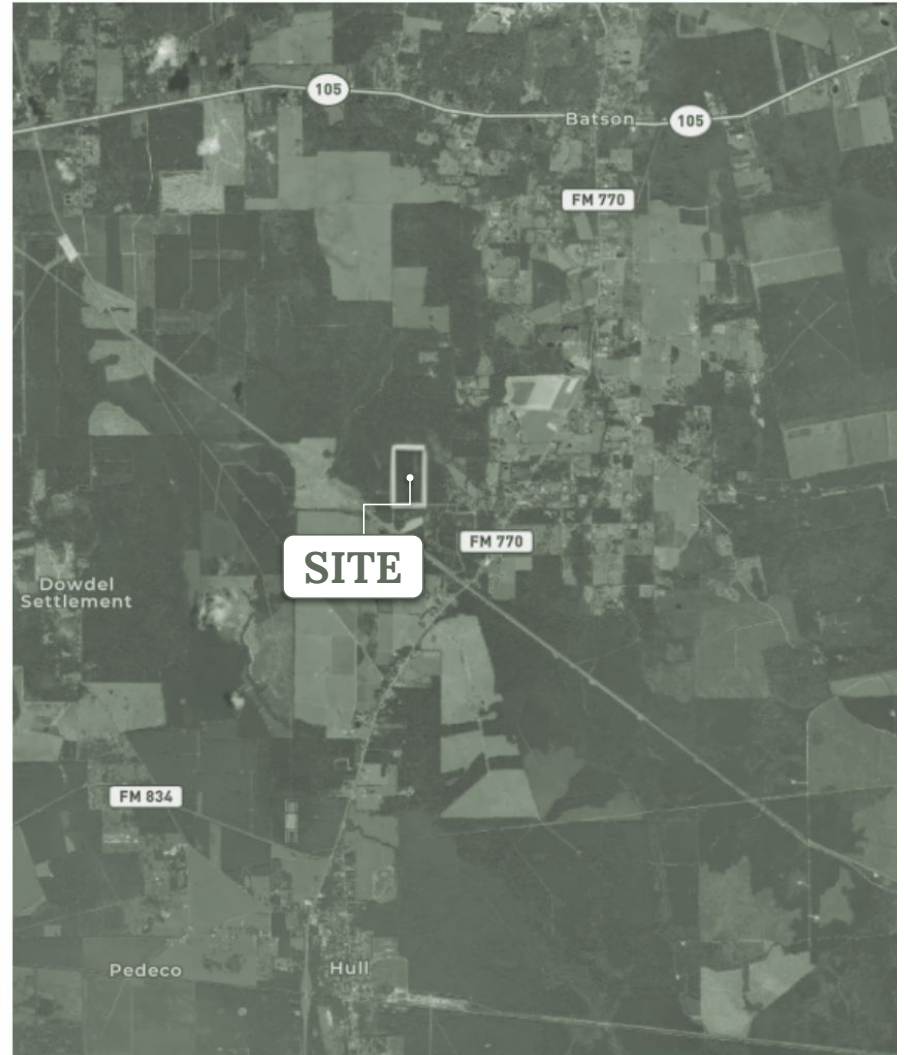 105
Batson
105
FM 770
SITE
FM 770
Dowdel
Settlement
FM 834
Pedeco
Hull